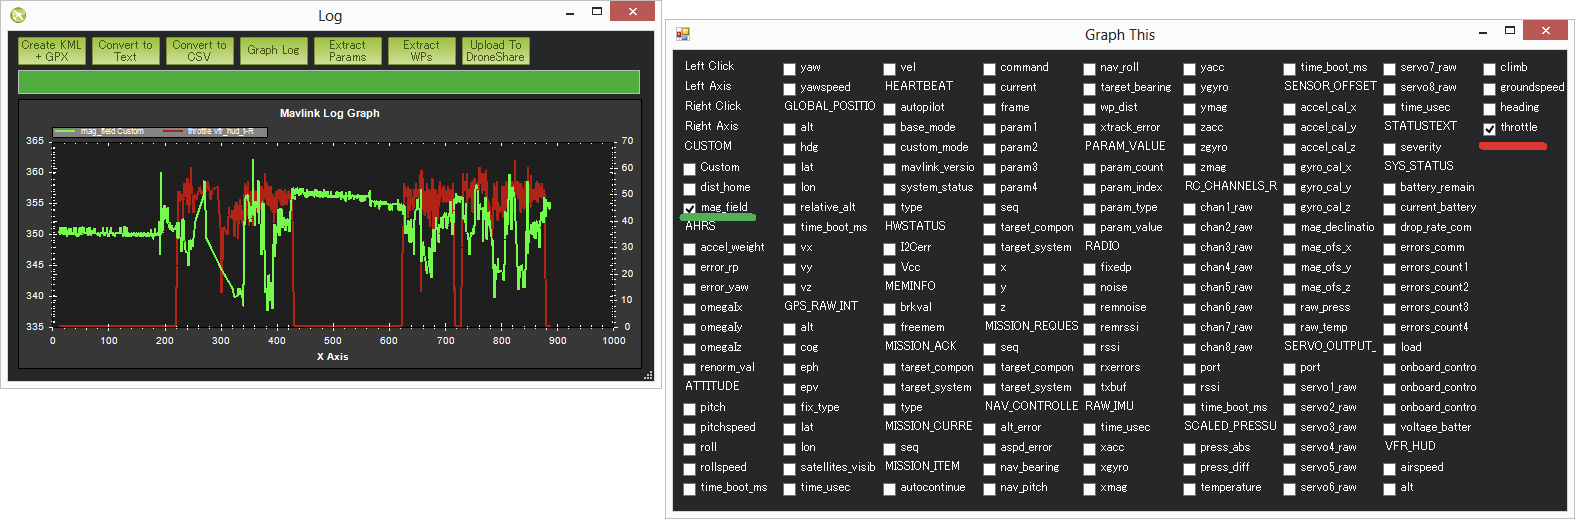 Log
Create KML
+ GPX
Convert to
Text
Convert to
CSV
Graph Log
Extract
Params
Extract
WPs
Upload To
DroneShare
Mavlink Log Graph
mag_field Custom
throttle vfr_hud_t-R
365
360
355
350
345
340
335
70
60
50
40
30
20
10
0
0
100
200
300
400
500
600
700
800
900
1000
X Axis
Graph This
Left Click
Left Axis
Right Click
Right Axis
CUSTOM
Custom
dist_home
mag_field
AHRS
accel_weight
error_rp
error_yaw
omegaIx
omegaIy
omegaIz
renorm_val
ATTITUDE
pitch
pitchspeed
roll
rollspeed
time_boot_ms
yaw
yawspeed
GLOBAL_POSITIO
alt
hdg
lat
lon
relative_alt
time_boot_ms
vx
vy
vz
GPS_RAW_INT
alt
cog
eph
epv
fix_type
lat
lon
satellites_visib
time_usec
vel
HEARTBEAT
autopilot
base_mode
custom_mode
mavlink_versio
system_status
type
HWSTATUS
I2Cerr
Vcc
MEMINFO
brkval
freemem
MISSION_ACK
target_compon
target_system
type
MISSION_CURRE
seq
MISSION_ITEM
autocontinue
command
current
frame
param1
param2
param3
param4
seq
target_compon
target_system
x
y
z
MISSION_REQUES
seq
target_compon
target_system
NAV_CONTROLLE
alt_error
aspd_error
nav_bearing
nav_pitch
nav_roll
target_bearing
wp_dist
xtrack_error
PARAM_VALUE
param_count
param_index
param_type
param_value
RADIO
fixedp
noise
remnoise
remrssi
rssi
rxerrors
txbuf
RAW_IMU
time_usec
xacc
xgyro
xmag
yacc
ygyro
ymag
zacc
zgyro
zmag
RC_CHANNELS_R
chan1_raw
chan2_raw
chan3_raw
chan4_raw
chan5_raw
chan6_raw
chan7_raw
chan8_raw
port
rssi
time_boot_ms
SCALED_PRESSU
press_abs
press_diff
temperature
time_boot_ms
SENSOR_OFFSET
accel_cal_x
accel_cal_y
accel_cal_z
gyro_cal_x
gyro_cal_y
gyro_cal_z
mag_declinatio
mag_ofs_x
mag_ofs_y
mag_ofs_z
raw_press
raw_temp
SERVO_OUTPUT_
port
servo1_raw
servo2_raw
servo3_raw
servo4_raw
servo5_raw
servo6_raw
servo7_raw
servo8_raw
time_usec
STATUSTEXT
severity
SYS_STATUS
battery_remain
current_battery
drop_rate_com
errors_comm
errors_count1
errors_count2
errors_count3
errors_count4
load
onboard_contro
onboard_contro
onboard_contro
voltage_batter
VFR_HUD
airspeed
alt
climb
groundspeed
heading
throttle